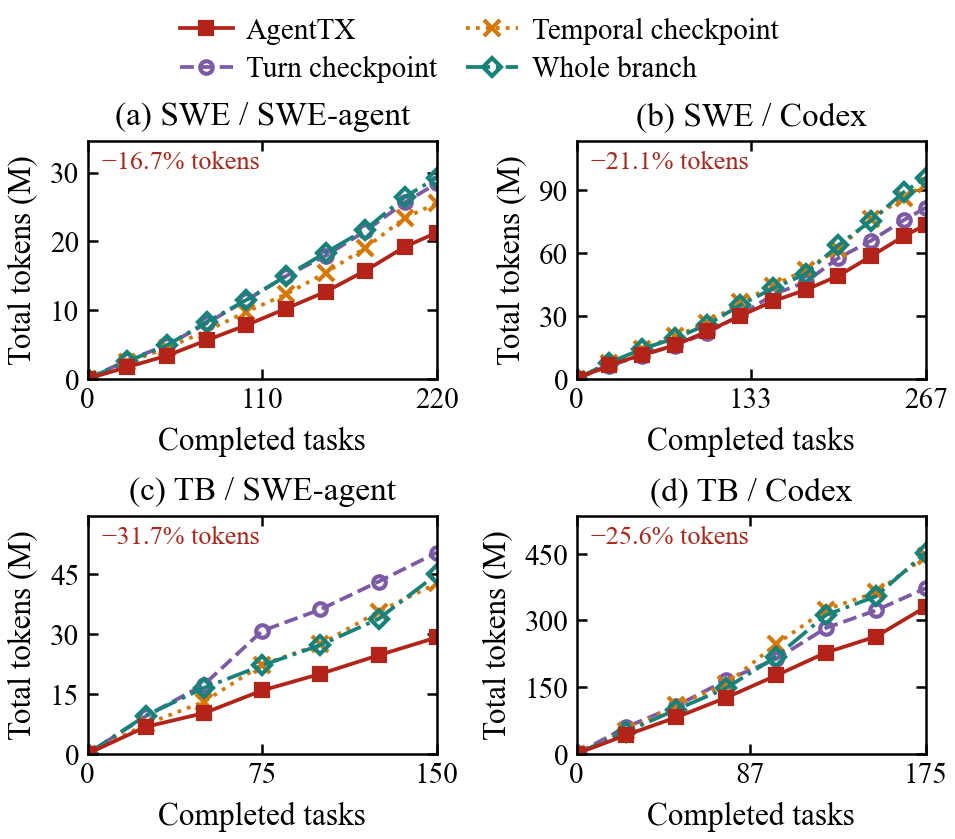 AgentTX
Temporal checkpoint
Turn checkpoint
Whole branch
(a) SWE / SWE-agent
−16.7% tokens
Total tokens (M)
30
20
10
0
0
110
220
Completed tasks
(b) SWE / Codex
−21.1% tokens
Total tokens (M)
90
60
30
0
0
133
267
Completed tasks
(c) TB / SWE-agent
−31.7% tokens
Total tokens (M)
45
30
15
0
0
75
150
Completed tasks
(d) TB / Codex
−25.6% tokens
Total tokens (M)
450
300
150
0
0
87
175
Completed tasks